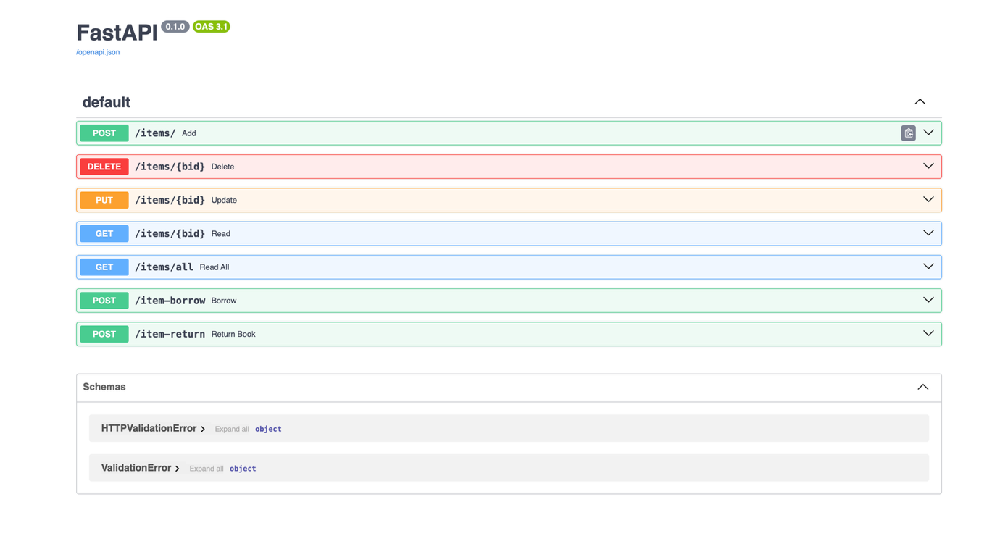 FastAPI 0.1.0 OAS 3.1
/openapi.json
default
POST /items/ Add
DELETE /items/{bid} Delete
PUT /items/{bid} Update
GET /items/{bid} Read
GET /items/all Read All
POST /item-borrow Borrow
POST /item-return Return Book
Schemas
HTTPValidationError Expand all object
ValidationError Expand all object